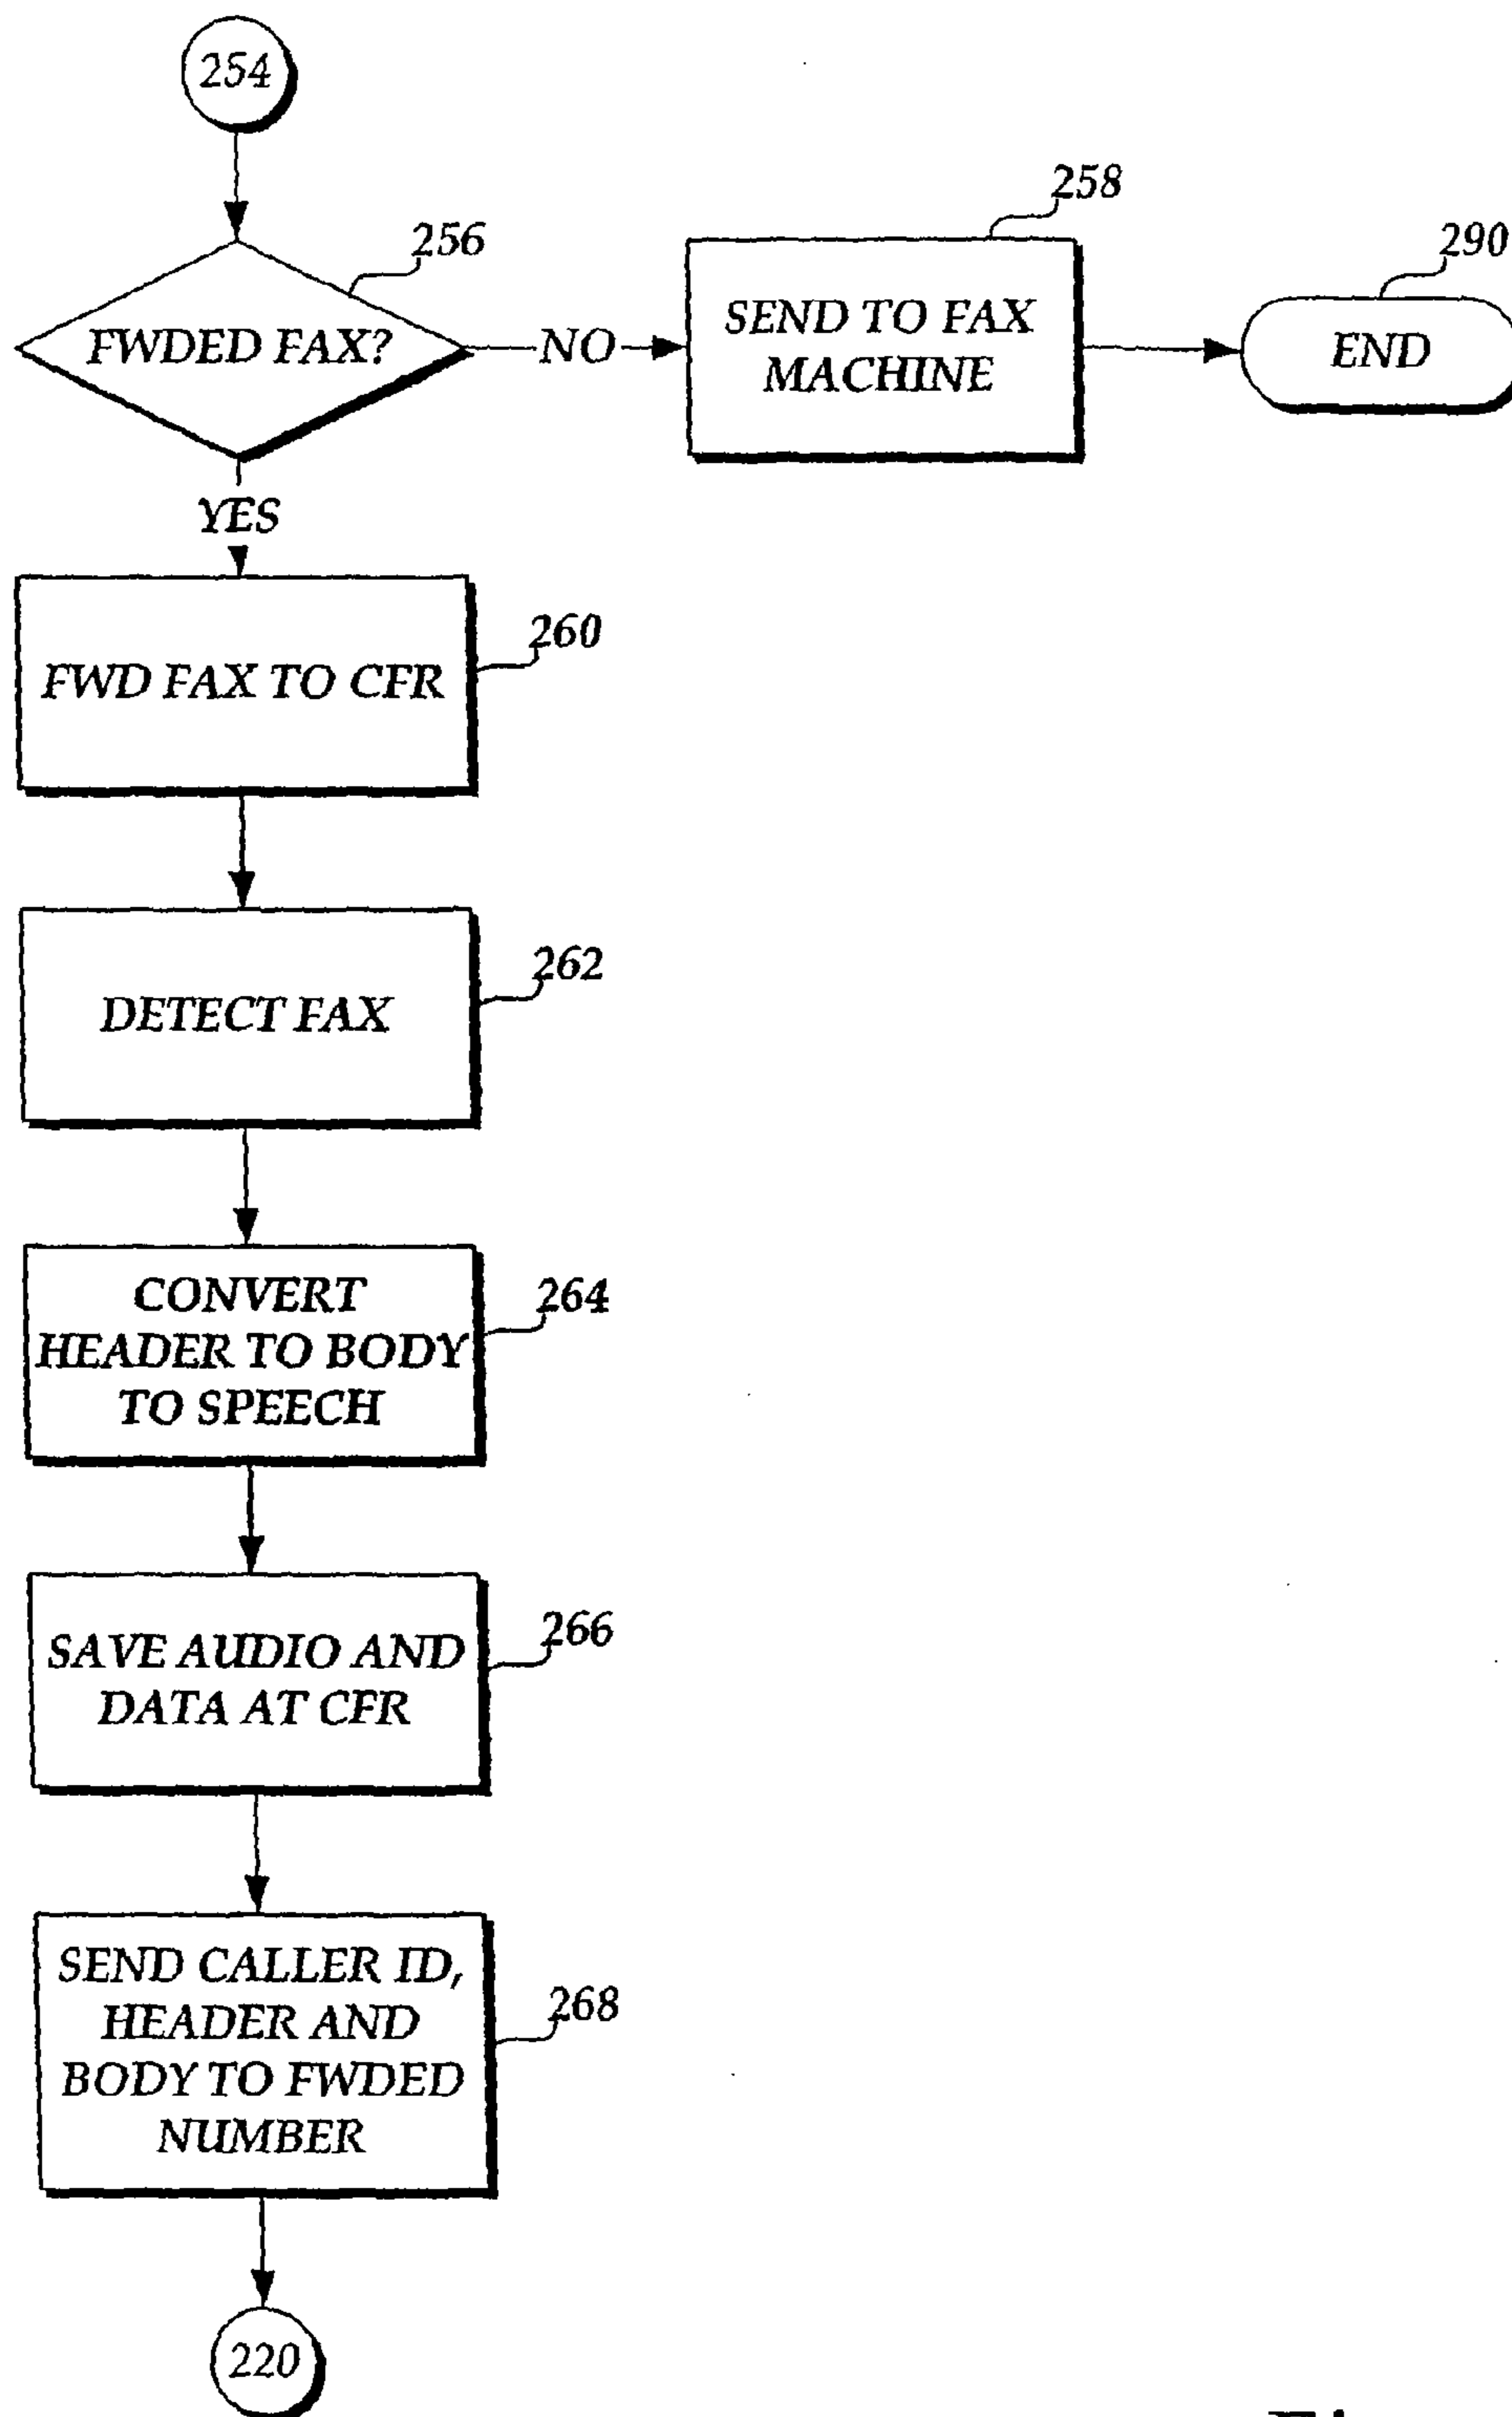 254
256
FWDED FAX?
NO
258
SEND TO FAX
MACHINE
290
END
YES
260
FWD FAX TO CFR
262
DETECT FAX
264
CONVERT
HEADER TO BODY
TO SPEECH
266
SAVE AUDIO AND
DATA AT CFR
268
SEND CALLER ID,
HEADER AND
BODY TO FWDED
NUMBER
220